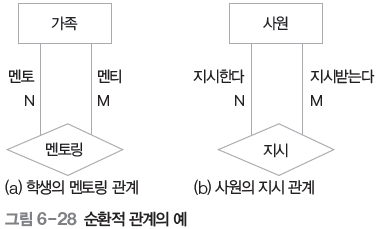 가족
사원
멘토
멘티
지시한다
지시받는다
N
M
N
M
멘토링
지시
(a) 학생의 멘토링 관계
(b) 사원의 지시 관계
그림 6-28 순환적 관계의 예